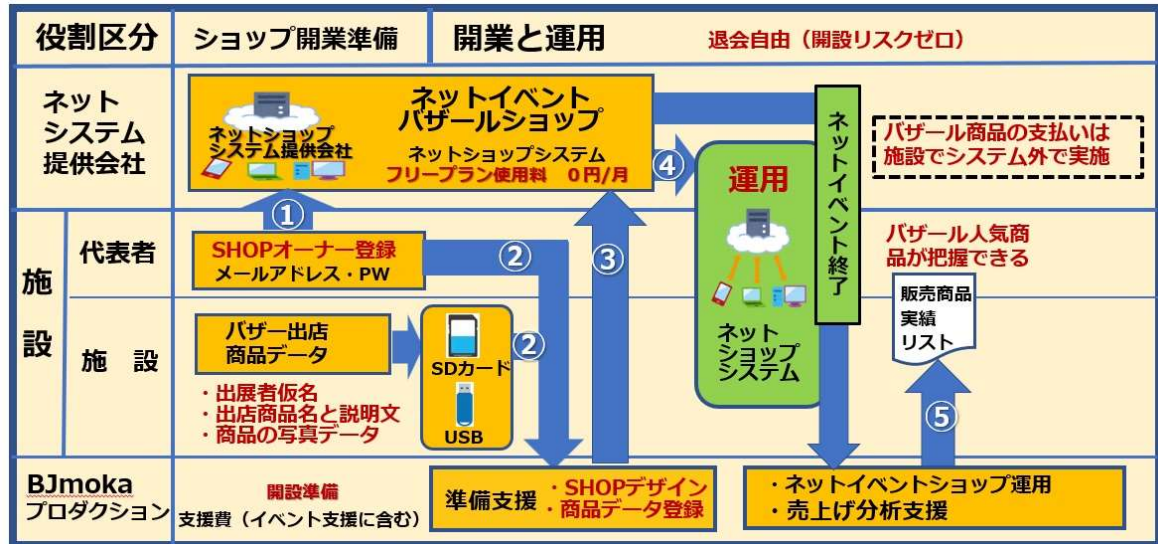 役割区分
ショップ開業準備
開業と運用
退会自由（開設リスクゼロ）
ネット
システム
提供会社
ネットショップ
システム提供会社
ネットイベント
バザールショップ
ネットショップシステム
フリープラン使用料　０円/月
④
運用
ネット
ショップ
システム
ネットイベント終了
バザール商品の支払いは
施設でシステム外で実施
施設
代表者
①
SHOPオーナー登録
メールアドレス・PW
②
③
バザール人気商
品が把握できる
施　設
バザー出店
商品データ
・出展者仮名
・出店商品名と説明文
・商品の写真データ
SDカード
USB
②
販売商品
実績
リスト
⑤
BJmoka
プロダクション
開設準備
支援費（イベント支援に含む）
準備支援
・SHOPデザイン
・商品データ登録
・ネットイベントショップ運用
・売上げ分析支援